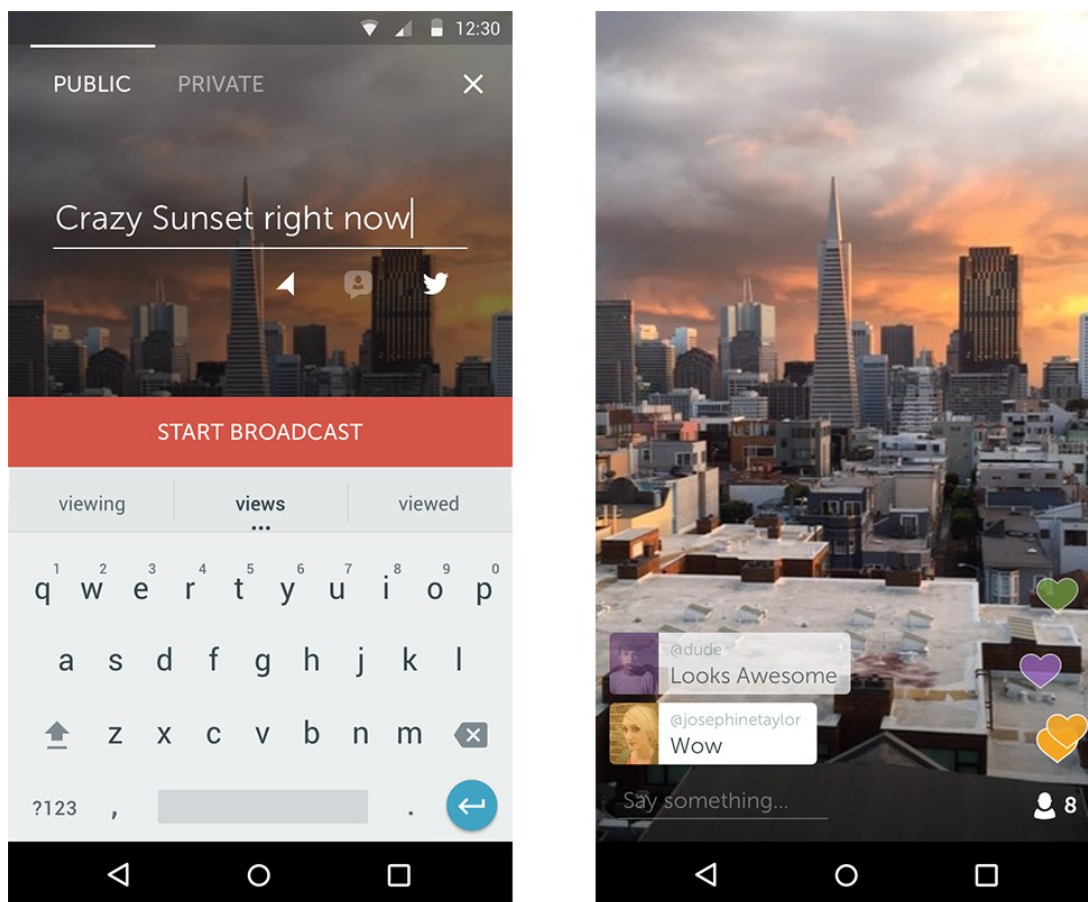 12:30
PUBLIC PRIVATE
Crazy Sunset right now
START BROADCAST
viewing views viewed
1 2 3 4 5 6 7 8 9 0
q w e r t y u i o p
a s d f g h j k l
z x c v b n m
?123 , .
@dude
Looks Awesome
@josephinetaylor
Wow
Say something...
8